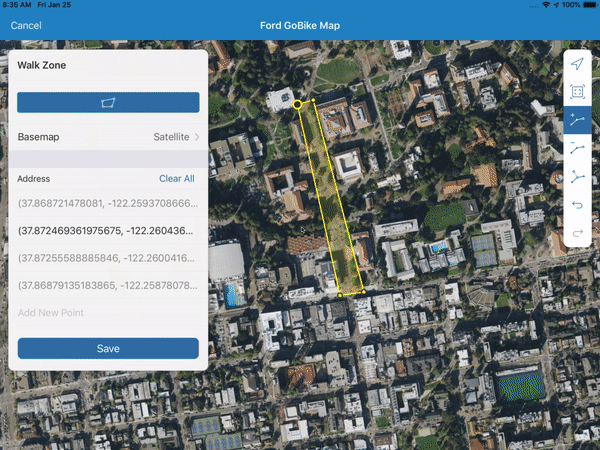 8:35 AM Fri Jan 25
100%
Cancel
Ford GoBike Map
Walk Zone
Basemap
Satellite
Address
Clear All
(37.868721478081, -122.2593708666...
(37.872469361975675, -122.260436...
(37.87255588885846, -122.2600416...
(37.86879135183865, -122.25878078...
Add New Point
Save